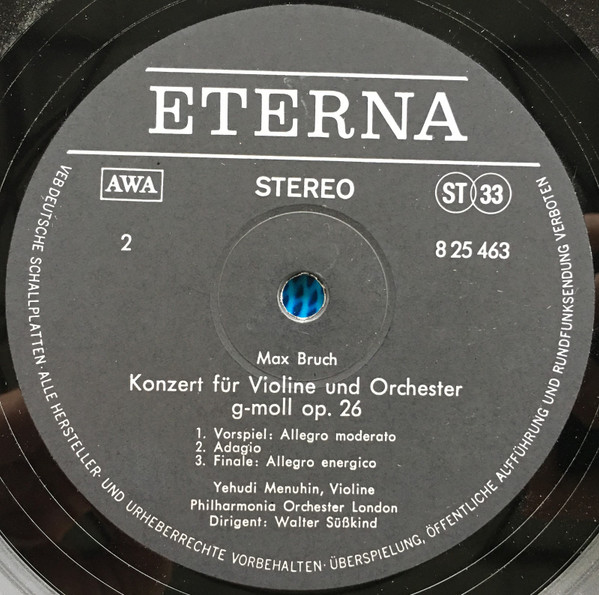 ETERNA
AWA
STEREO
ST 33
2
8 25 463
Max Bruch
Konzert für Violine und Orchester
g-moll op. 26
1. Vorspiel: Allegro moderato
2. Adagio
3. Finale: Allegro energico
Yehudi Menuhin, Violine
Philharmonia Orchester London
Dirigent: Walter Süßkind
VEB DEUTSCHE SCHALLPLATTEN · ALLE HERSTELLER- UND URHEBERRECHTE VORBEHALTEN · ÜBERSPIELUNG, ÖFFENTLICHE AUFFÜHRUNG UND RUNDFUNKSENDUNG VERBOTEN